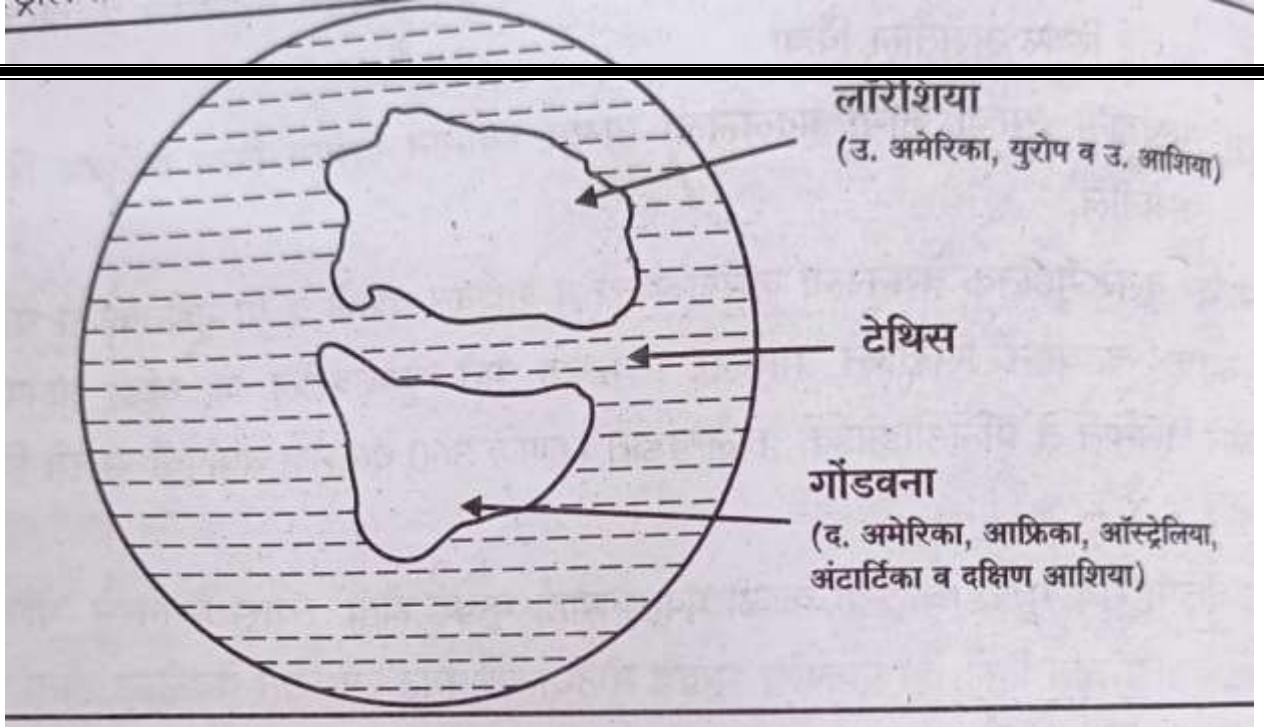 लॉरेशिया
(उ. अमेरिका, युरोप व उ. आशिया)
टेथिस
गोंडवना
(द. अमेरिका, आफ्रिका, ऑस्ट्रेलिया,
अंटार्टिका व दक्षिण आशिया)